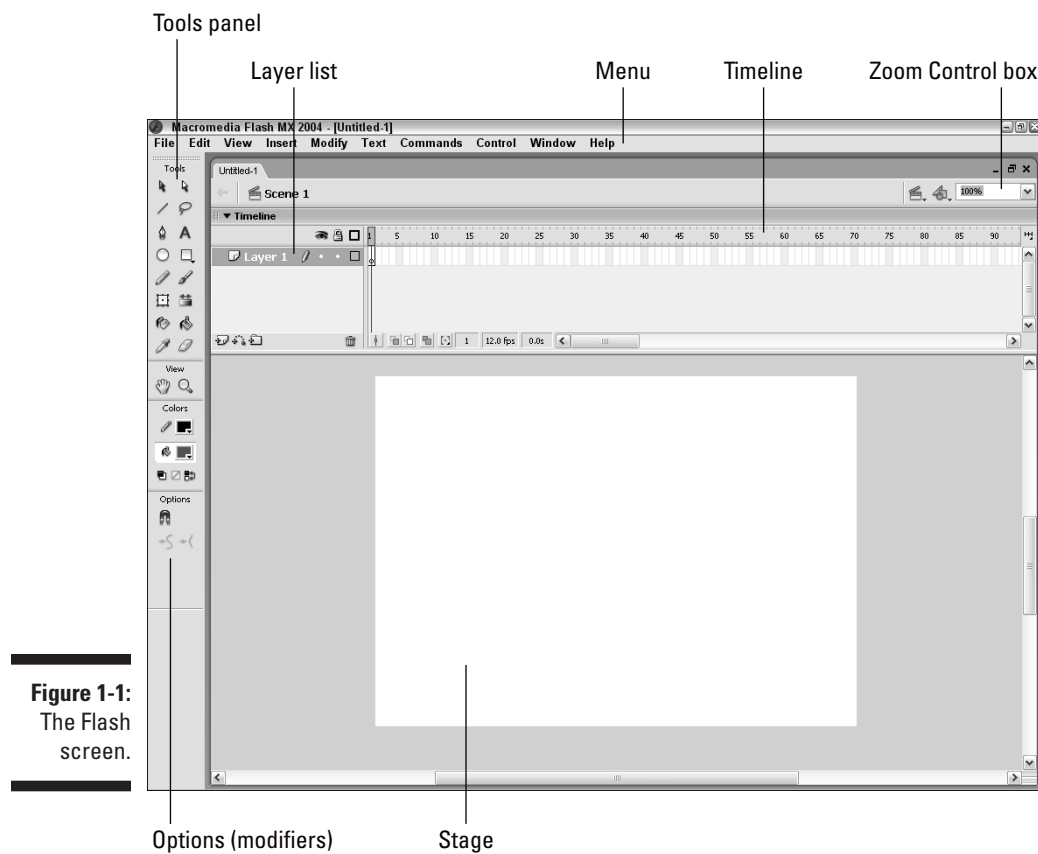 Tools panel
Layer list Menu Timeline Zoom Control box
Macromedia Flash MX 2004 - [Untitled-1]
File Edit View Insert Modify Text Commands Control Window Help
Tools
Untitled-1
Scene 1
100%
Timeline
1 5 10 15 20 25 30 35 40 45 50 55 60 65 70 75 80 85 90
Layer 1
1 12.0 fps 0.0s
View
Colors
Options
Figure 1-1:
The Flash
screen.
Options (modifiers) Stage